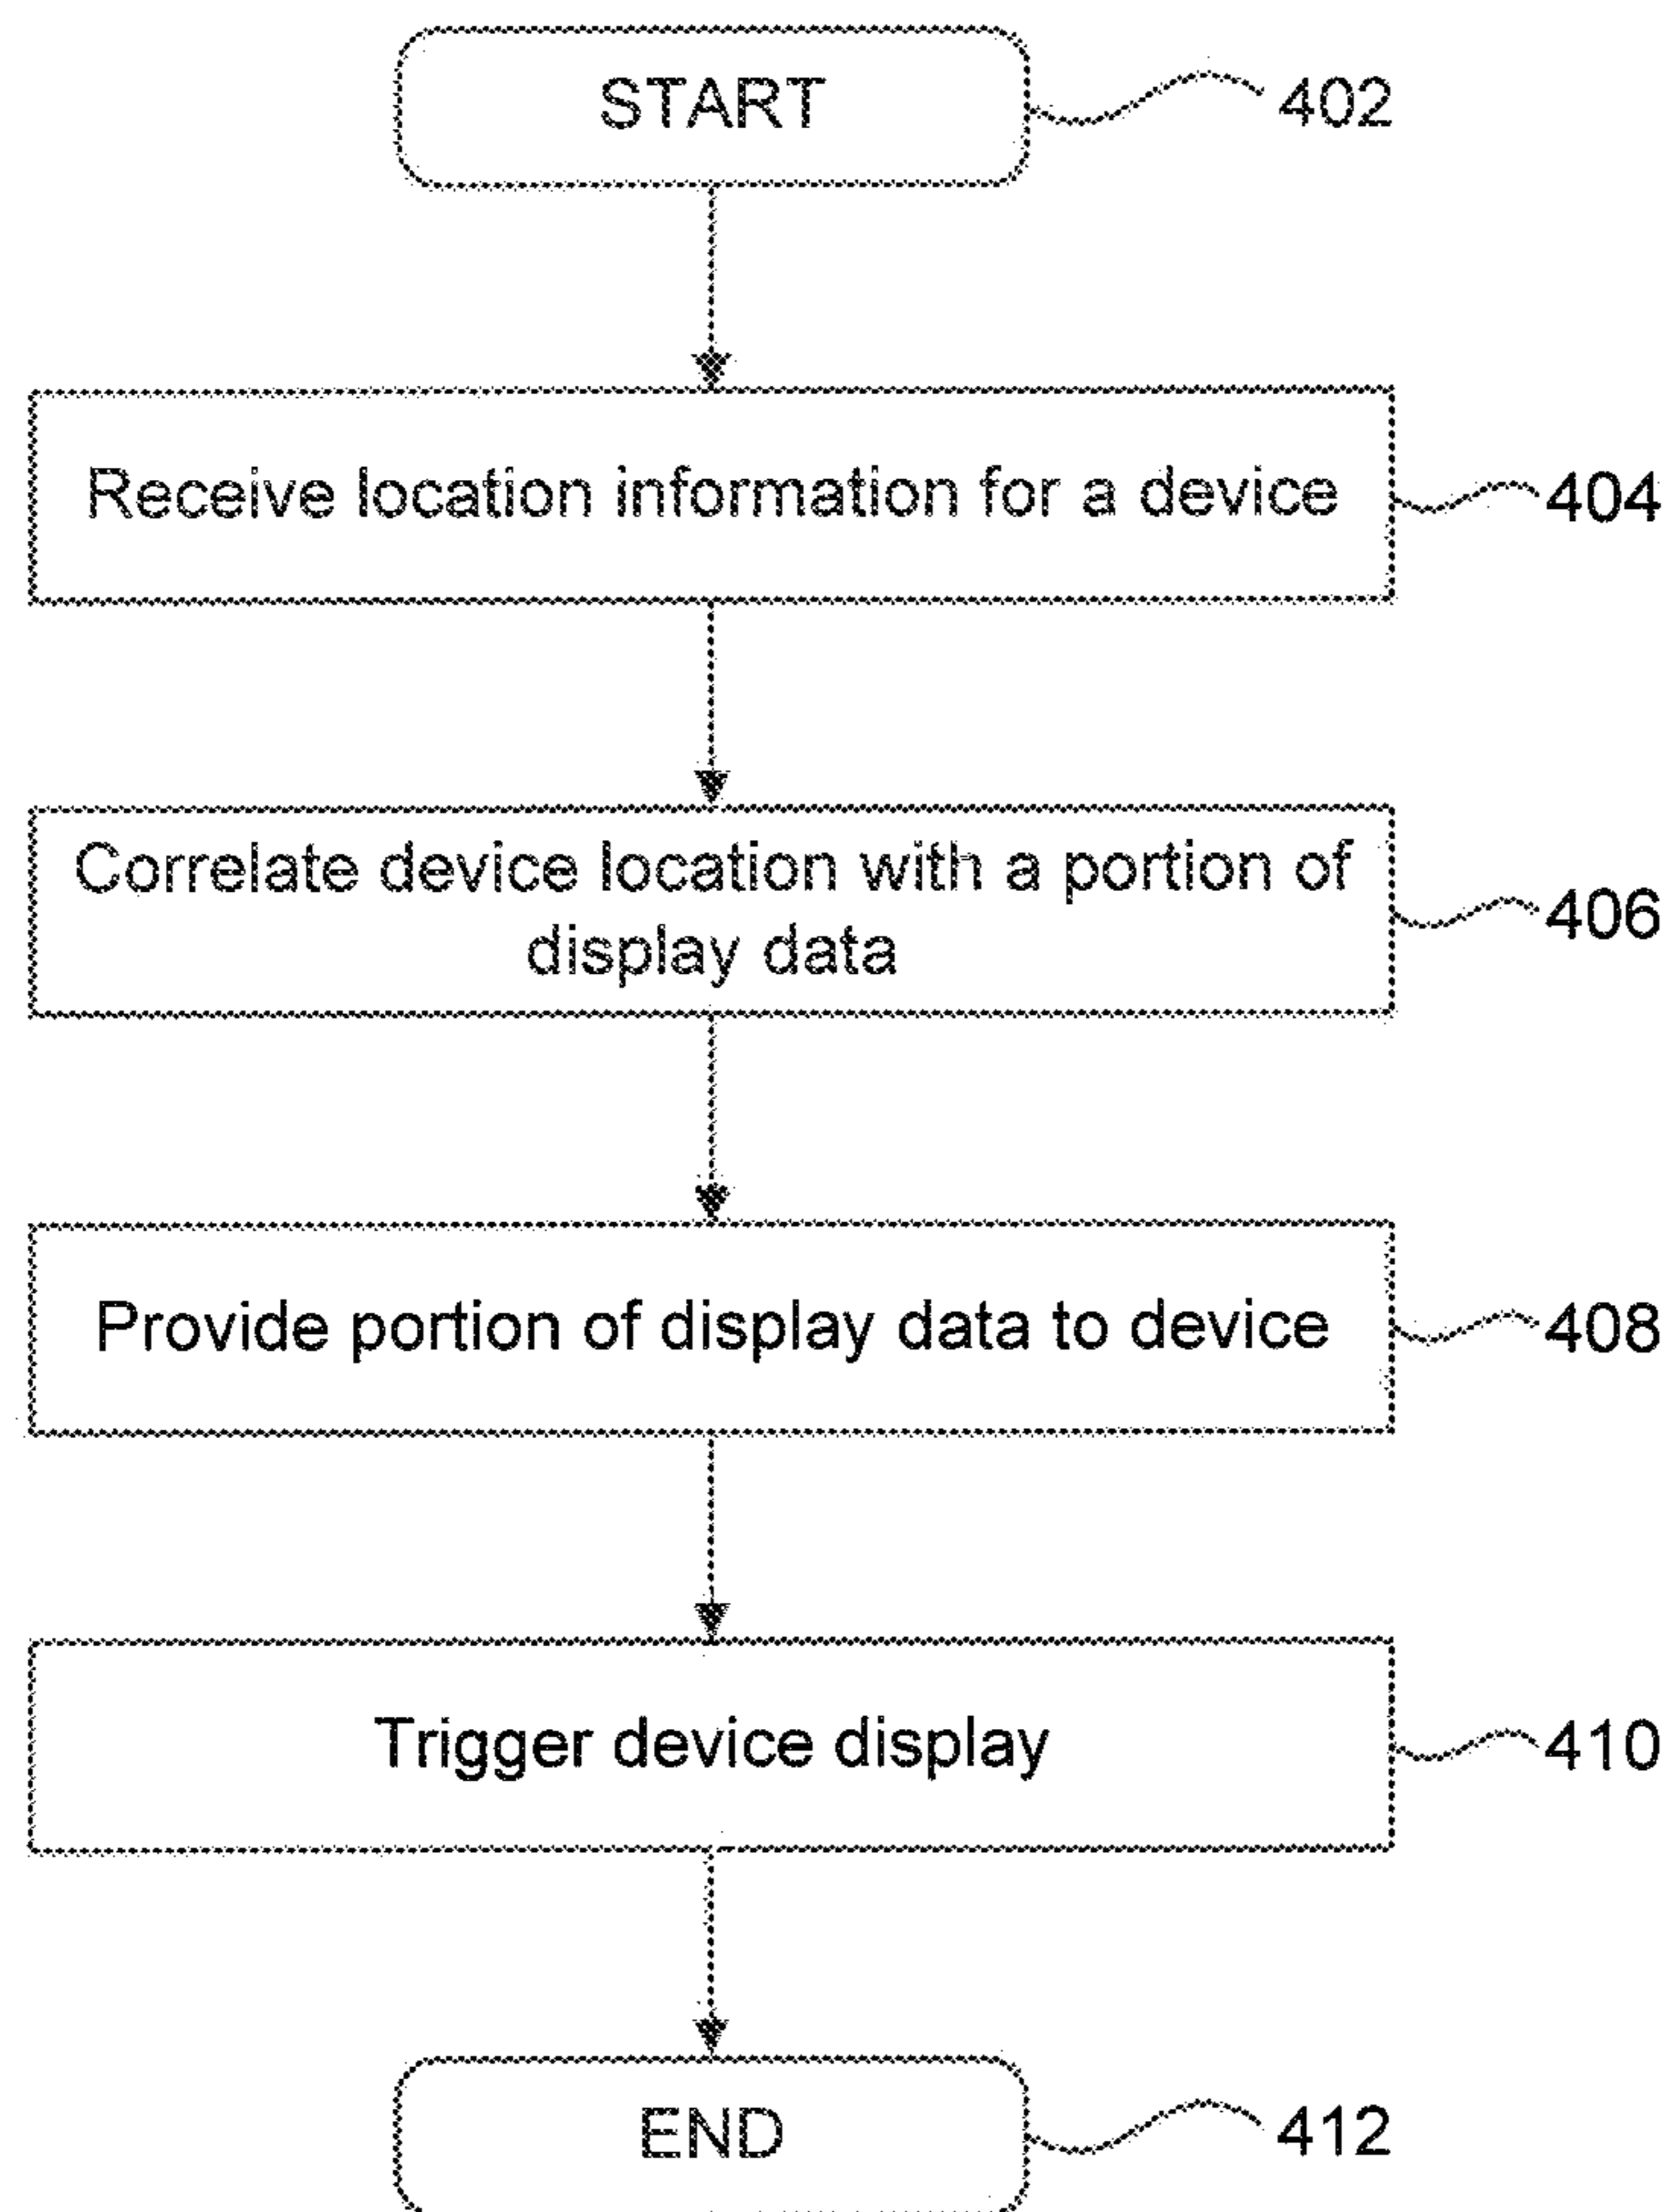 START
402
Receive location information for a device
404
Correlate device location with a portion of
display data
406
Provide portion of display data to device
408
Trigger device display
410
END
412